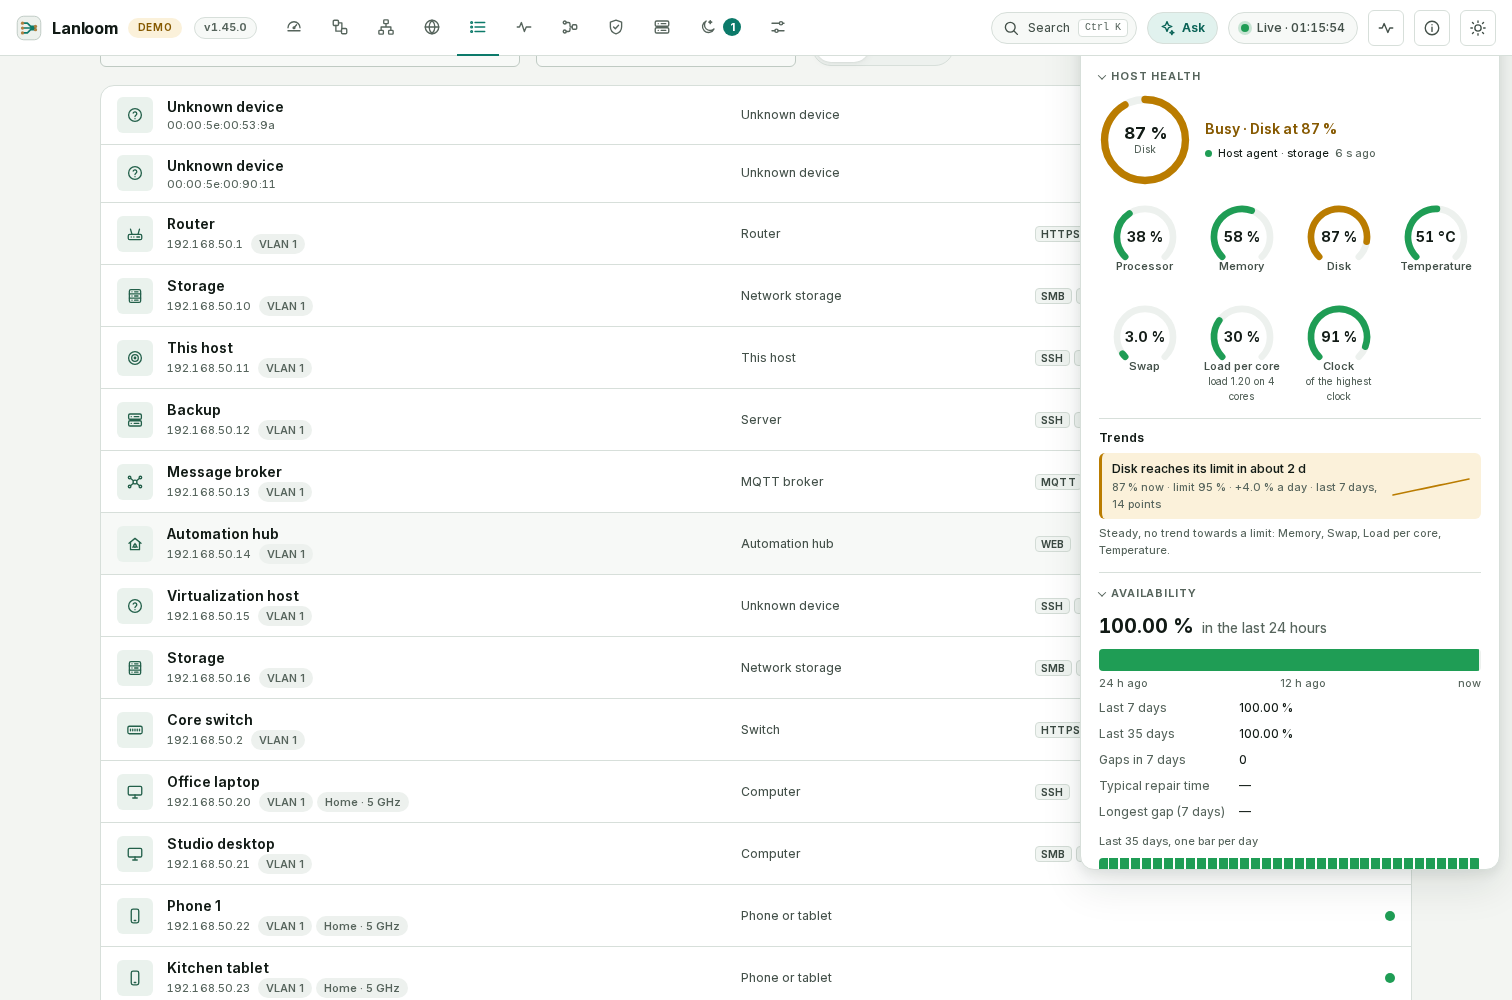 Lanloom DEMO v1.45.0 1 Search Ctrl K Ask Live · 01:15:54
Unknown device
00:00:5e:00:53:9a
Unknown device
Unknown device
00:00:5e:00:90:11
Unknown device
Router
192.168.50.1 VLAN 1
Router
HTTPS
Storage
192.168.50.10 VLAN 1
Network storage
SMB
This host
192.168.50.11 VLAN 1
This host
SSH
Backup
192.168.50.12 VLAN 1
Server
SSH
Message broker
192.168.50.13 VLAN 1
MQTT broker
MQTT
Automation hub
192.168.50.14 VLAN 1
Automation hub
WEB
Virtualization host
192.168.50.15 VLAN 1
Unknown device
SSH
Storage
192.168.50.16 VLAN 1
Network storage
SMB
Core switch
192.168.50.2 VLAN 1
Switch
HTTPS
Office laptop
192.168.50.20 VLAN 1 Home · 5 GHz
Computer
SSH
Studio desktop
192.168.50.21 VLAN 1
Computer
SMB
Phone 1
192.168.50.22 VLAN 1 Home · 5 GHz
Phone or tablet
Kitchen tablet
192.168.50.23 VLAN 1 Home · 5 GHz
Phone or tablet
HOST HEALTH
87 %
Disk
Busy · Disk at 87 %
Host agent · storage 6 s ago
38 %
Processor
58 %
Memory
87 %
Disk
51 °C
Temperature
3.0 %
Swap
30 %
Load per core
load 1.20 on 4
cores
91 %
Clock
of the highest
clock
Trends
Disk reaches its limit in about 2 d
87 % now · limit 95 % · +4.0 % a day · last 7 days,
14 points
Steady, no trend towards a limit: Memory, Swap, Load per core,
Temperature.
AVAILABILITY
100.00 % in the last 24 hours
24 h ago 12 h ago now
Last 7 days 100.00 %
Last 35 days 100.00 %
Gaps in 7 days 0
Typical repair time —
Longest gap (7 days) —
Last 35 days, one bar per day